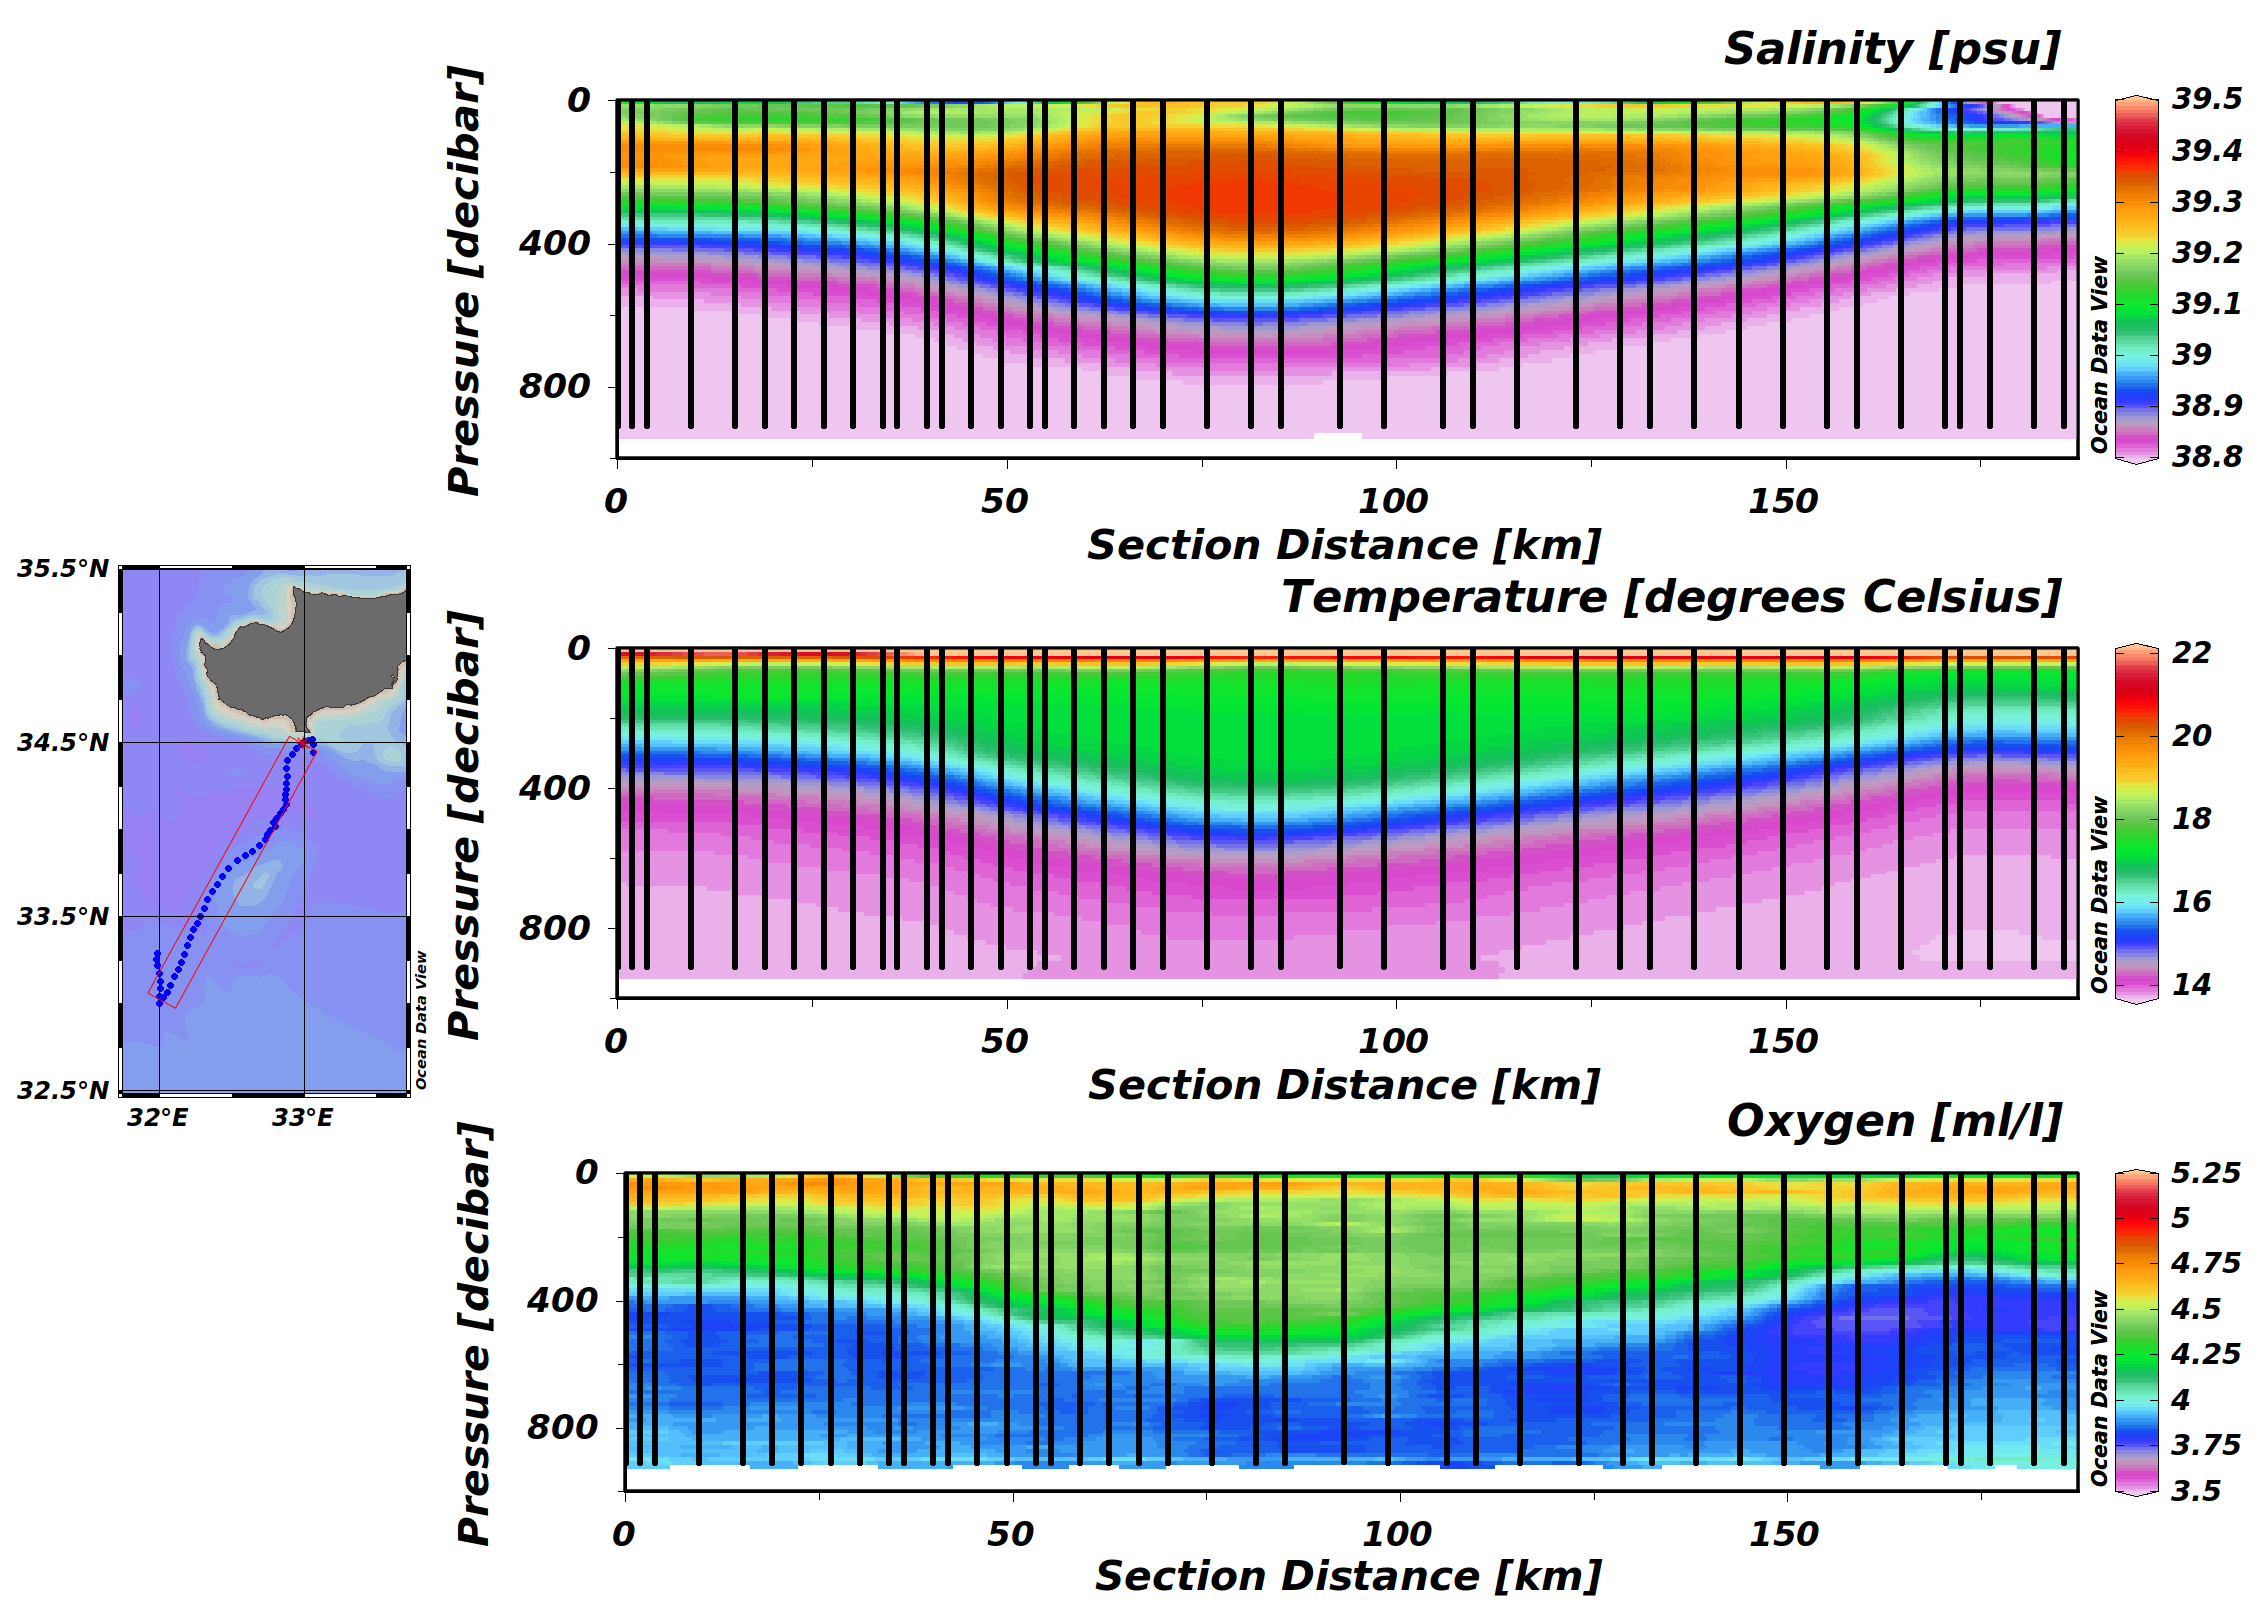 Salinity [psu]
Pressure [decibar]
0
400
800
0 50 100 150
Section Distance [km]
39.5
39.4
39.3
39.2
39.1
39
38.9
38.8
Ocean Data View
35.5°N
34.5°N
33.5°N
32.5°N
32°E 33°E
Ocean Data View
Temperature [degrees Celsius]
Pressure [decibar]
0
400
800
0 50 100 150
Section Distance [km]
22
20
18
16
14
Ocean Data View
Oxygen [ml/l]
Pressure [decibar]
0
400
800
0 50 100 150
Section Distance [km]
5.25
5
4.75
4.5
4.25
4
3.75
3.5
Ocean Data View